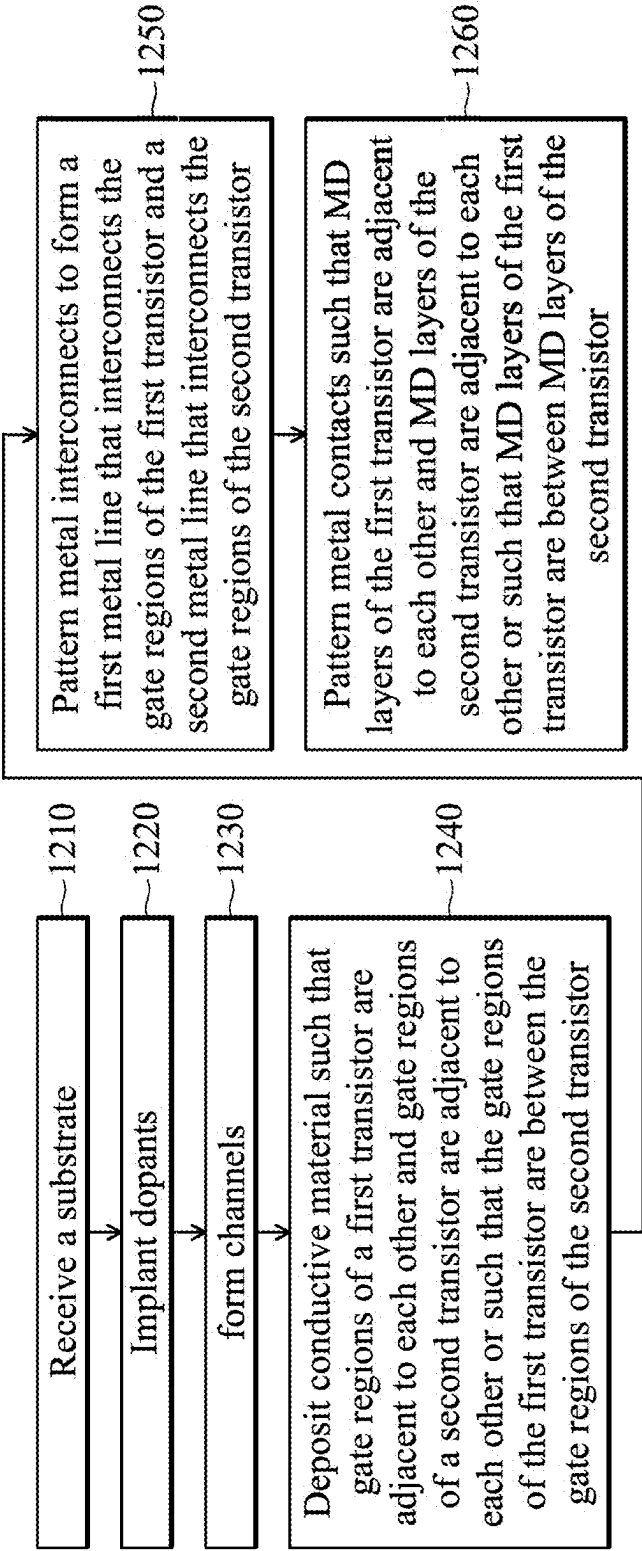 Receive a substrate
1210
Implant dopants
1220
form channels
1230
Deposit conductive material such that
gate regions of a first transistor are
adjacent to each other and gate regions
of a second transistor are adjacent to
each other or such that the gate regions
of the first transistor are between the
gate regions of the second transistor
1240
Pattern metal interconnects to form a
first metal line that interconnects the
gate regions of the first transistor and a
second metal line that interconnects the
gate regions of the second transistor
1250
Pattern metal contacts such that MD
layers of the first transistor are adjacent
to each other and MD layers of the
second transistor are adjacent to each
other or such that MD layers of the first
transistor are between MD layers of the
second transistor
1260